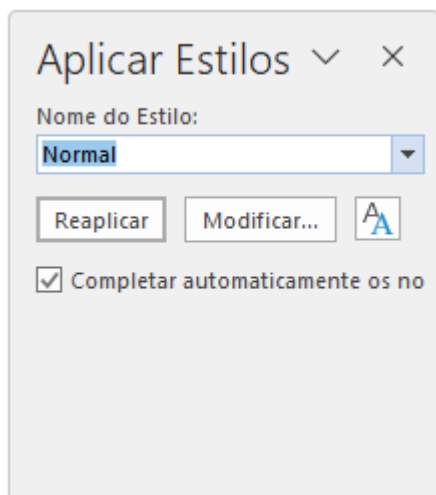 Aplicar Estilos
Nome do Estilo:
Normal
Reaplicar
Modificar...
Completar automaticamente os no